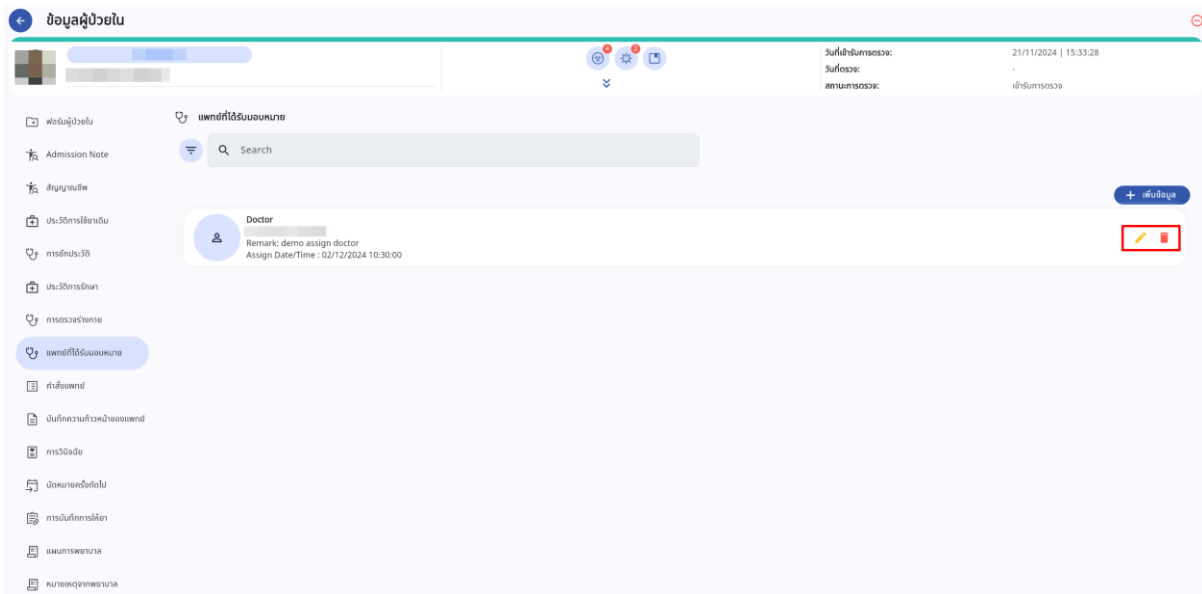 ข้อมูลผู้ป่วยใน
4
2
วันที่เข้ารับการตรวจ: 21/11/2024 | 15:33:28
วันที่ตรวจ: -
สถานะการตรวจ: เข้ารับการตรวจ
ฟอร์มผู้ป่วยใน
Admission Note
สัญญาณชีพ
ประวัติการใช้ยาเดิม
การซักประวัติ
ประวัติการรักษา
การตรวจร่างกาย
แพทย์ที่ได้รับมอบหมาย
คำสั่งแพทย์
บันทึกความก้าวหน้าของแพทย์
การวินิจฉัย
นัดหมายครั้งถัดไป
การบันทึกการให้ยา
แผนการพยาบาล
หมายเหตุจากพยาบาล
แพทย์ที่ได้รับมอบหมาย
Search
+ เพิ่มข้อมูล
Doctor
Remark: demo assign doctor
Assign Date/Time : 02/12/2024 10:30:00